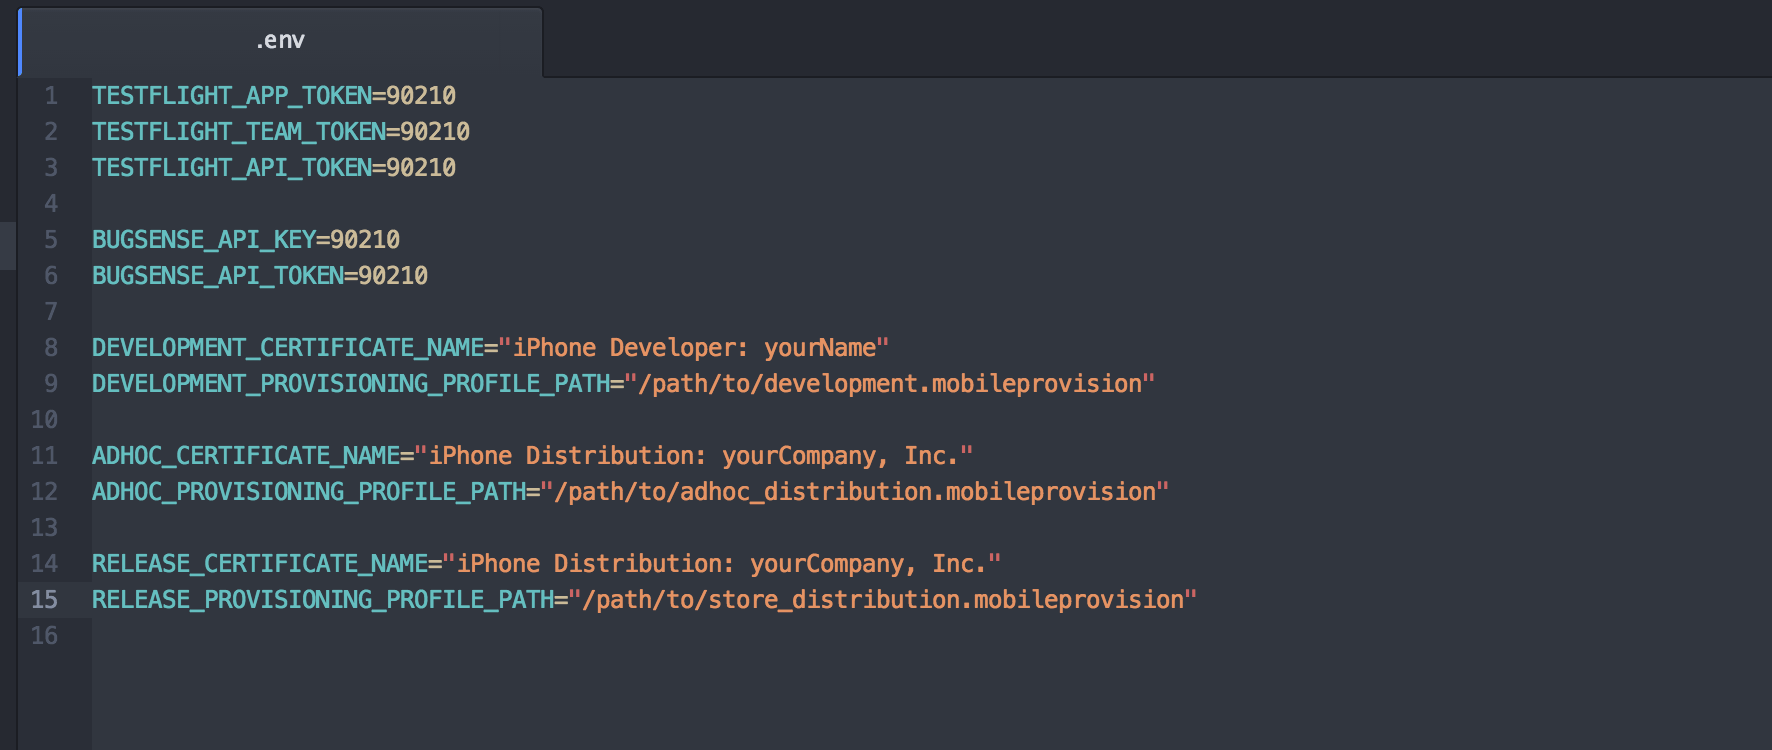 .env
1 TESTFLIGHT_APP_TOKEN=90210
2 TESTFLIGHT_TEAM_TOKEN=90210
3 TESTFLIGHT_API_TOKEN=90210
4
5 BUGSENSE_API_KEY=90210
6 BUGSENSE_API_TOKEN=90210
7
8 DEVELOPMENT_CERTIFICATE_NAME="iPhone Developer: yourName"
9 DEVELOPMENT_PROVISIONING_PROFILE_PATH="/path/to/development.mobileprovision"
10
11 ADHOC_CERTIFICATE_NAME="iPhone Distribution: yourCompany, Inc."
12 ADHOC_PROVISIONING_PROFILE_PATH="/path/to/adhoc_distribution.mobileprovision"
13
14 RELEASE_CERTIFICATE_NAME="iPhone Distribution: yourCompany, Inc."
15 RELEASE_PROVISIONING_PROFILE_PATH="/path/to/store_distribution.mobileprovision"
16